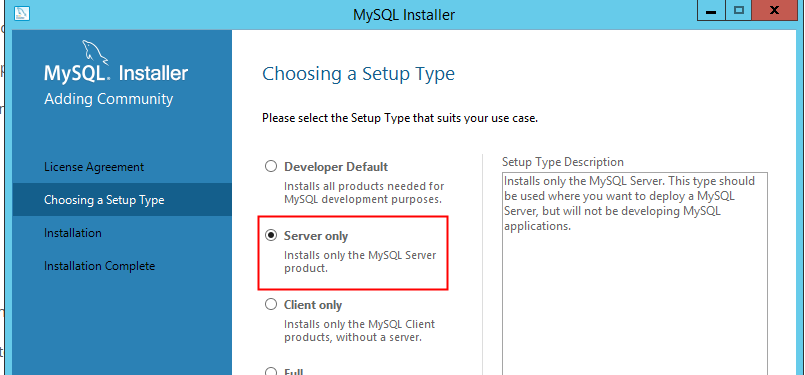 MySQL Installer
MySQL. Installer
Adding Community
License Agreement
Choosing a Setup Type
Installation
Installation Complete
Choosing a Setup Type
Please select the Setup Type that suits your use case.
Developer Default
Installs all products needed for
MySQL development purposes.
Server only
Installs only the MySQL Server
product.
Client only
Installs only the MySQL Client
products, without a server.
Full
Setup Type Description
Installs only the MySQL Server. This type should
be used where you want to deploy a MySQL
Server, but will not be developing MySQL
applications.